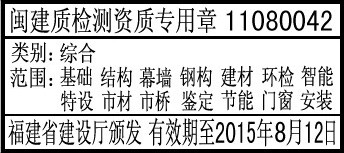 闽建质检测资质专用章 11080042
类别: 综合
范围: 基础 结构 幕墙 钢构 建材 环检 智能
特设 市材 市桥 鉴定 节能 门窗 安装
福建省建设厅颁发 有效期至2015年8月12日